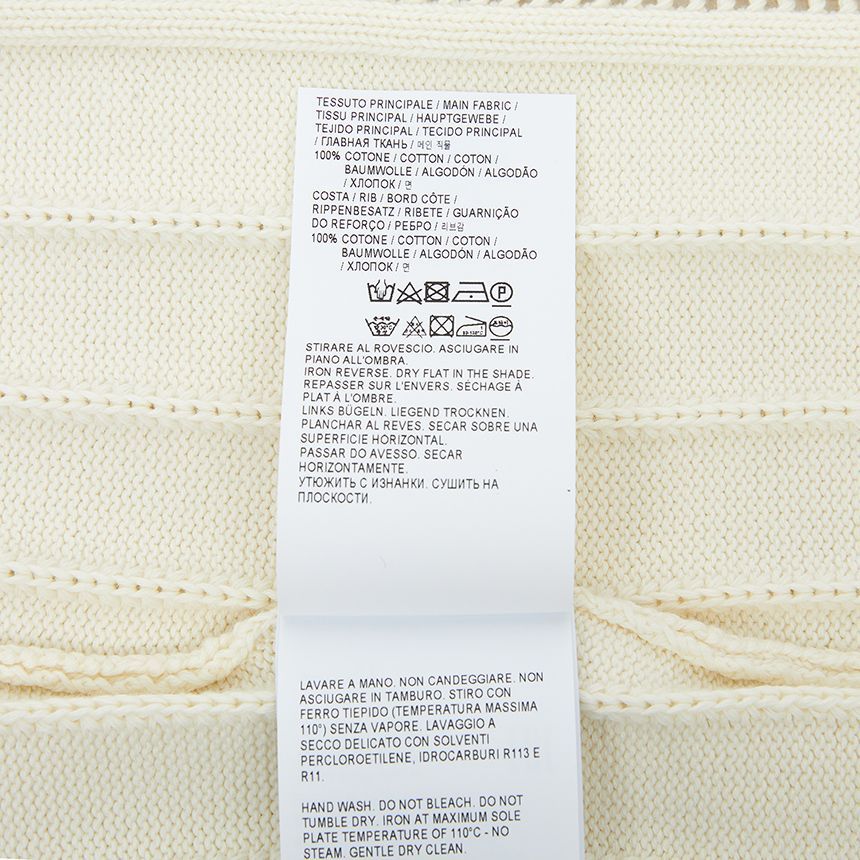 TESSUTO PRINCIPALE / MAIN FABRIC /
TISSU PRINCIPAL / HAUPTGEWEBE /
TEJIDO PRINCIPAL / TECIDO PRINCIPAL
/ ГЛАВНАЯ ТКАНЬ / 메인 직물
100% COTONE / COTTON / COTON /
BAUMWOLLE / ALGODÓN / ALGODÃO
/ ХЛОПОК / 면
COSTA / RIB / BORD CÔTE /
RIPPENBESATZ / RIBETE / GUARNIÇÃO
DO REFORÇO / РЕБРО / 리브감
100% COTONE / COTTON / COTON /
BAUMWOLLE / ALGODÓN / ALGODÃO
/ ХЛОПОК / 면
P
STIRARE AL ROVESCIO. ASCIUGARE IN
PIANO ALL'OMBRA.
IRON REVERSE. DRY FLAT IN THE SHADE.
REPASSER SUR L'ENVERS. SÉCHAGE À
PLAT À L'OMBRE.
LINKS BÜGELN. LIEGEND TROCKNEN.
PLANCHAR AL REVES. SECAR SOBRE UNA
SUPERFICIE HORIZONTAL.
PASSAR DO AVESSO. SECAR
HORIZONTAMENTE.
УТЮЖИТЬ С ИЗНАНКИ. СУШИТЬ НА
ПЛОСКОСТИ.
LAVARE A MANO. NON CANDEGGIARE. NON
ASCIUGARE IN TAMBURO. STIRO CON
FERRO TIEPIDO (TEMPERATURA MASSIMA
110°) SENZA VAPORE. LAVAGGIO A
SECCO DELICATO CON SOLVENTI
PERCLOROETILENE, IDROCARBURI R113 E
R11.
HAND WASH. DO NOT BLEACH. DO NOT
TUMBLE DRY. IRON AT MAXIMUM SOLE
PLATE TEMPERATURE OF 110°C - NO
STEAM. GENTLE DRY CLEAN.